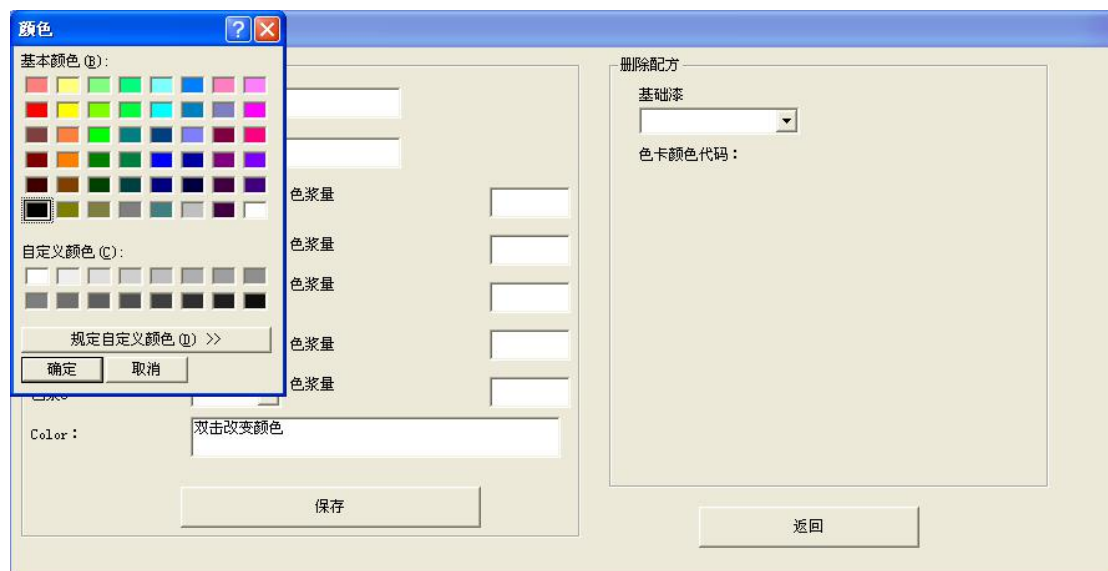 颜色
基本颜色(B):
自定义颜色(C):
规定自定义颜色(D) >>
确定
取消
色浆量
色浆量
色浆量
色浆量
色浆量
Color：
双击改变颜色
保存
删除配方
基础漆
色卡颜色代码：
返回